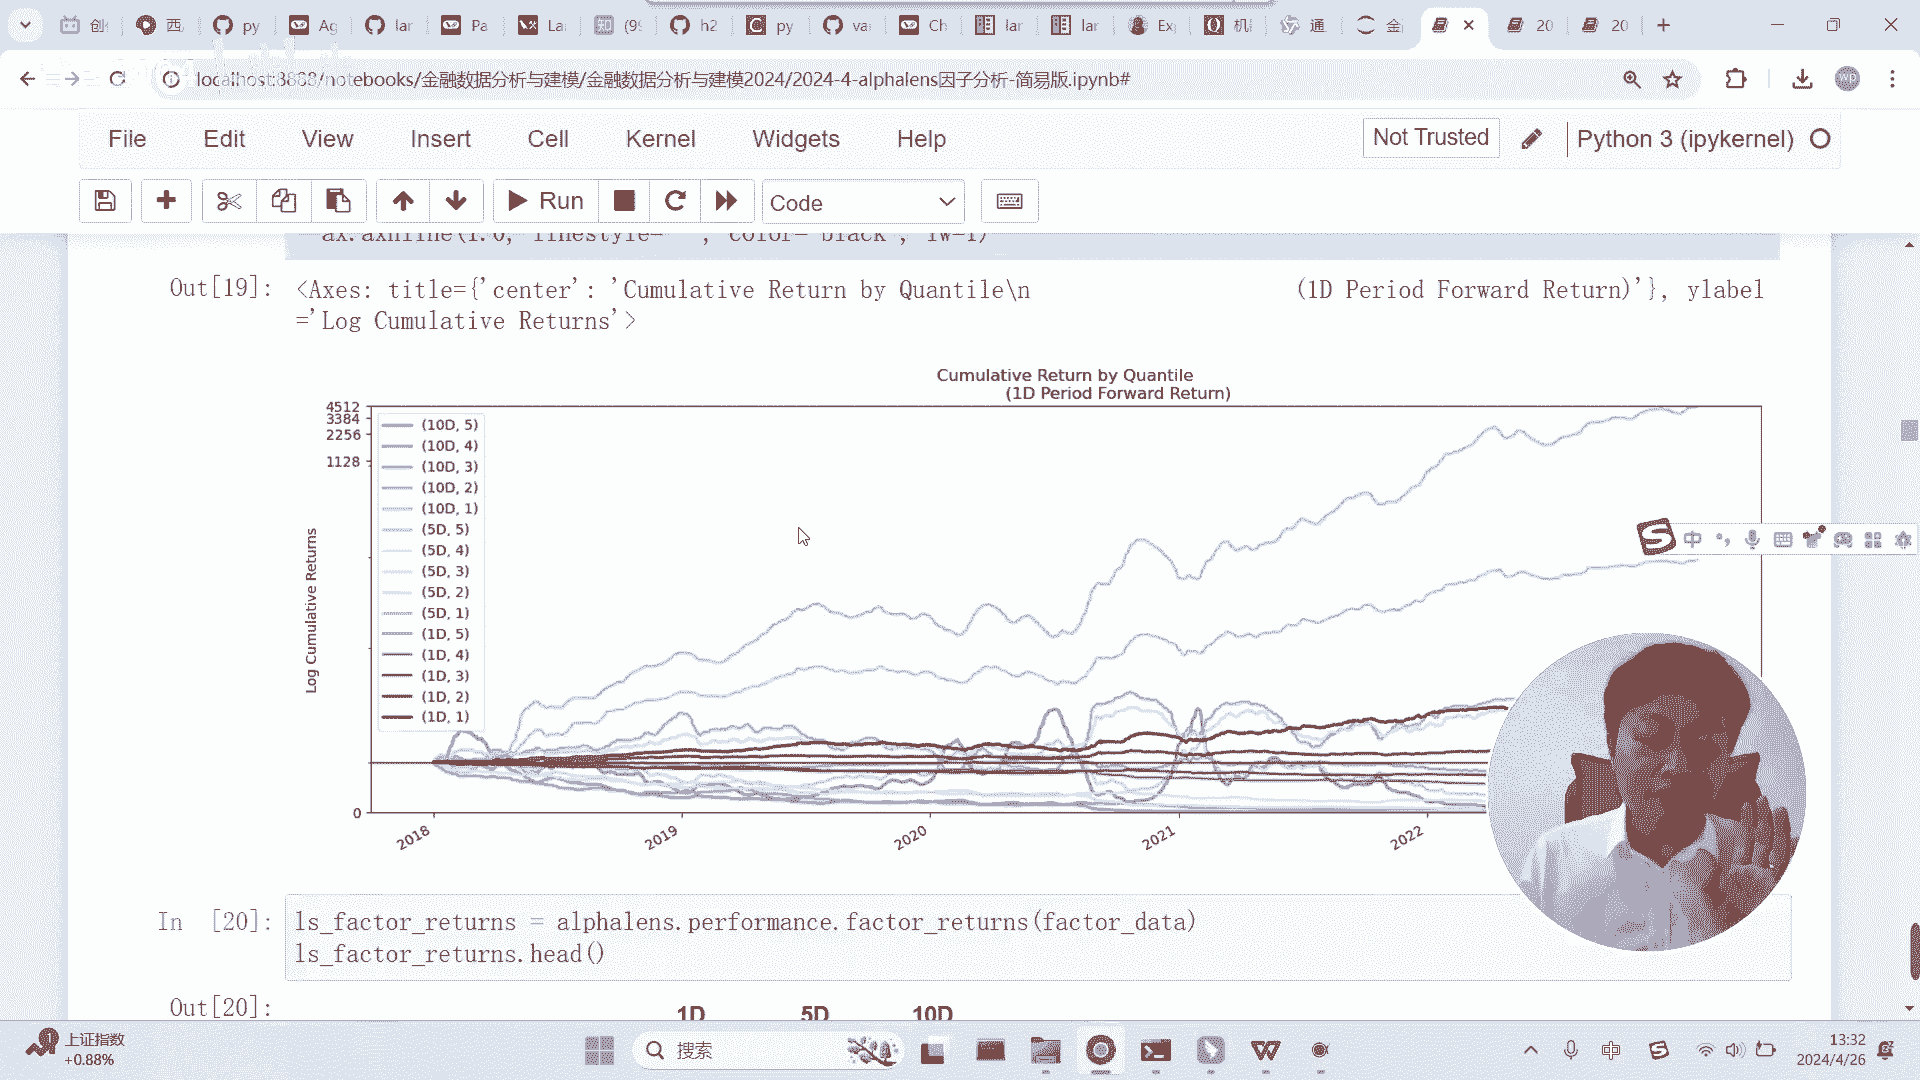 创
西
py
Ag
lar
Pa
La
(9
h2
py
va
Ch
lar
lar
Ex
机
通
金
20
20
localhost:8888/notebooks/金融数据分析与建模/金融数据分析与建模2024/2024-4-alphalens因子分析-简易版.ipynb#
wp
File Edit View Insert Cell Kernel Widgets Help
Not Trusted
Python 3 (ipykernel)
Run
Code
Out[19]: <Axes: title={'center': 'Cumulative Return by Quantile\n (1D Period Forward Return)'}, ylabel
='Log Cumulative Returns'>
Cumulative Return by Quantile
(1D Period Forward Return)
4512
3384
2256
1128
0
Log Cumulative Returns
(10D, 5)
(10D, 4)
(10D, 3)
(10D, 2)
(10D, 1)
(5D, 5)
(5D, 4)
(5D, 3)
(5D, 2)
(5D, 1)
(1D, 5)
(1D, 4)
(1D, 3)
(1D, 2)
(1D, 1)
2018
2019
2020
2021
2022
中
In [20]: ls_factor_returns = alphalens.performance.factor_returns(factor_data)
ls_factor_returns.head()
Out[20]:
1D 5D 10D
上证指数
+0.88%
搜索
中
13:32
2024/4/26